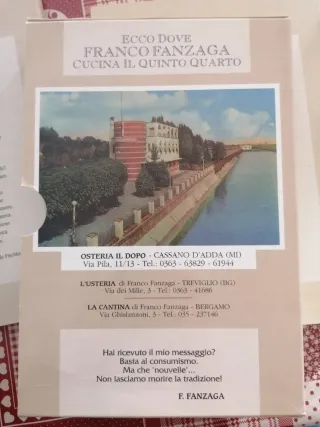 ECCO DOVE
FRANCO FANZAGA
CUCINA IL QUINTO QUARTO
OSTERIA IL DOPO - CASSANO D'ADDA (MI)
Via Pila, 11/13 - Tel.: 0363 - 63829 - 61944
L'USTERIA di Franco Fanzaga - TREVIGLIO (BG)
Via dei Mille, 3 - Tel.: 0363 - 41686
LA CANTINA di Franco Fanzaga - BERGAMO
Via Ghislanzoni, 3 - Tel.: 035 - 237146
Hai ricevuto il mio messaggio?
Basta al consumismo.
Ma che 'nouvelle'...
Non lasciamo morire la tradizione!
F. FANZAGA